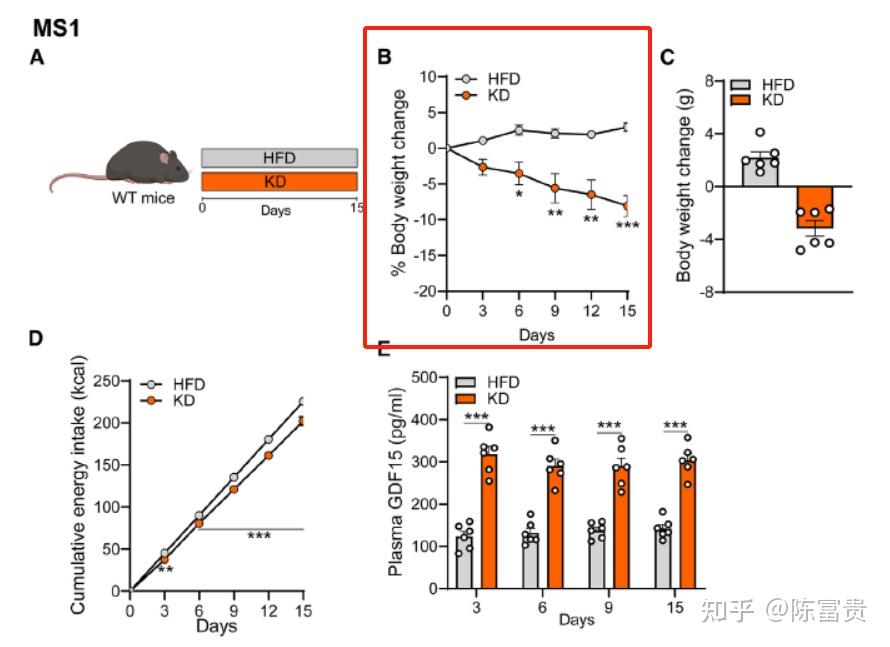 MS1
A
WT mice
HFD
KD
0
Days
15
B
HFD
KD
% Body weight change
10
5
0
-5
-10
-15
-20
*
**
**
***
0 3 6 9 12 15
Days
C
HFD
KD
Body weight change (g)
8
4
0
-4
-8
D
HFD
KD
Cumulative energy intake (kcal)
250
200
150
100
50
0
**
***
0 3 6 9 12 15
Days
E
HFD
KD
Plasma GDF15 (pg/ml)
500
400
300
200
100
0
*** *** *** ***
3 6 9 15
Days
知乎 @陈富贵